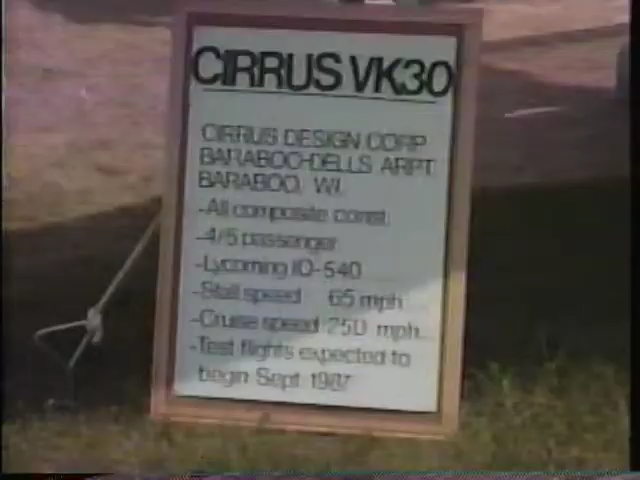 CIRRUS VK30
CIRRUS DESIGN CORP
BARABOO-DELLS ARPT.
BARABOO, WI.
-All composite const.
-4/5 passenger
-Lycoming IO-540
-Stall speed 65 mph
-Cruise speed 250 mph
-Test flights expected to
begin Sept. 1987